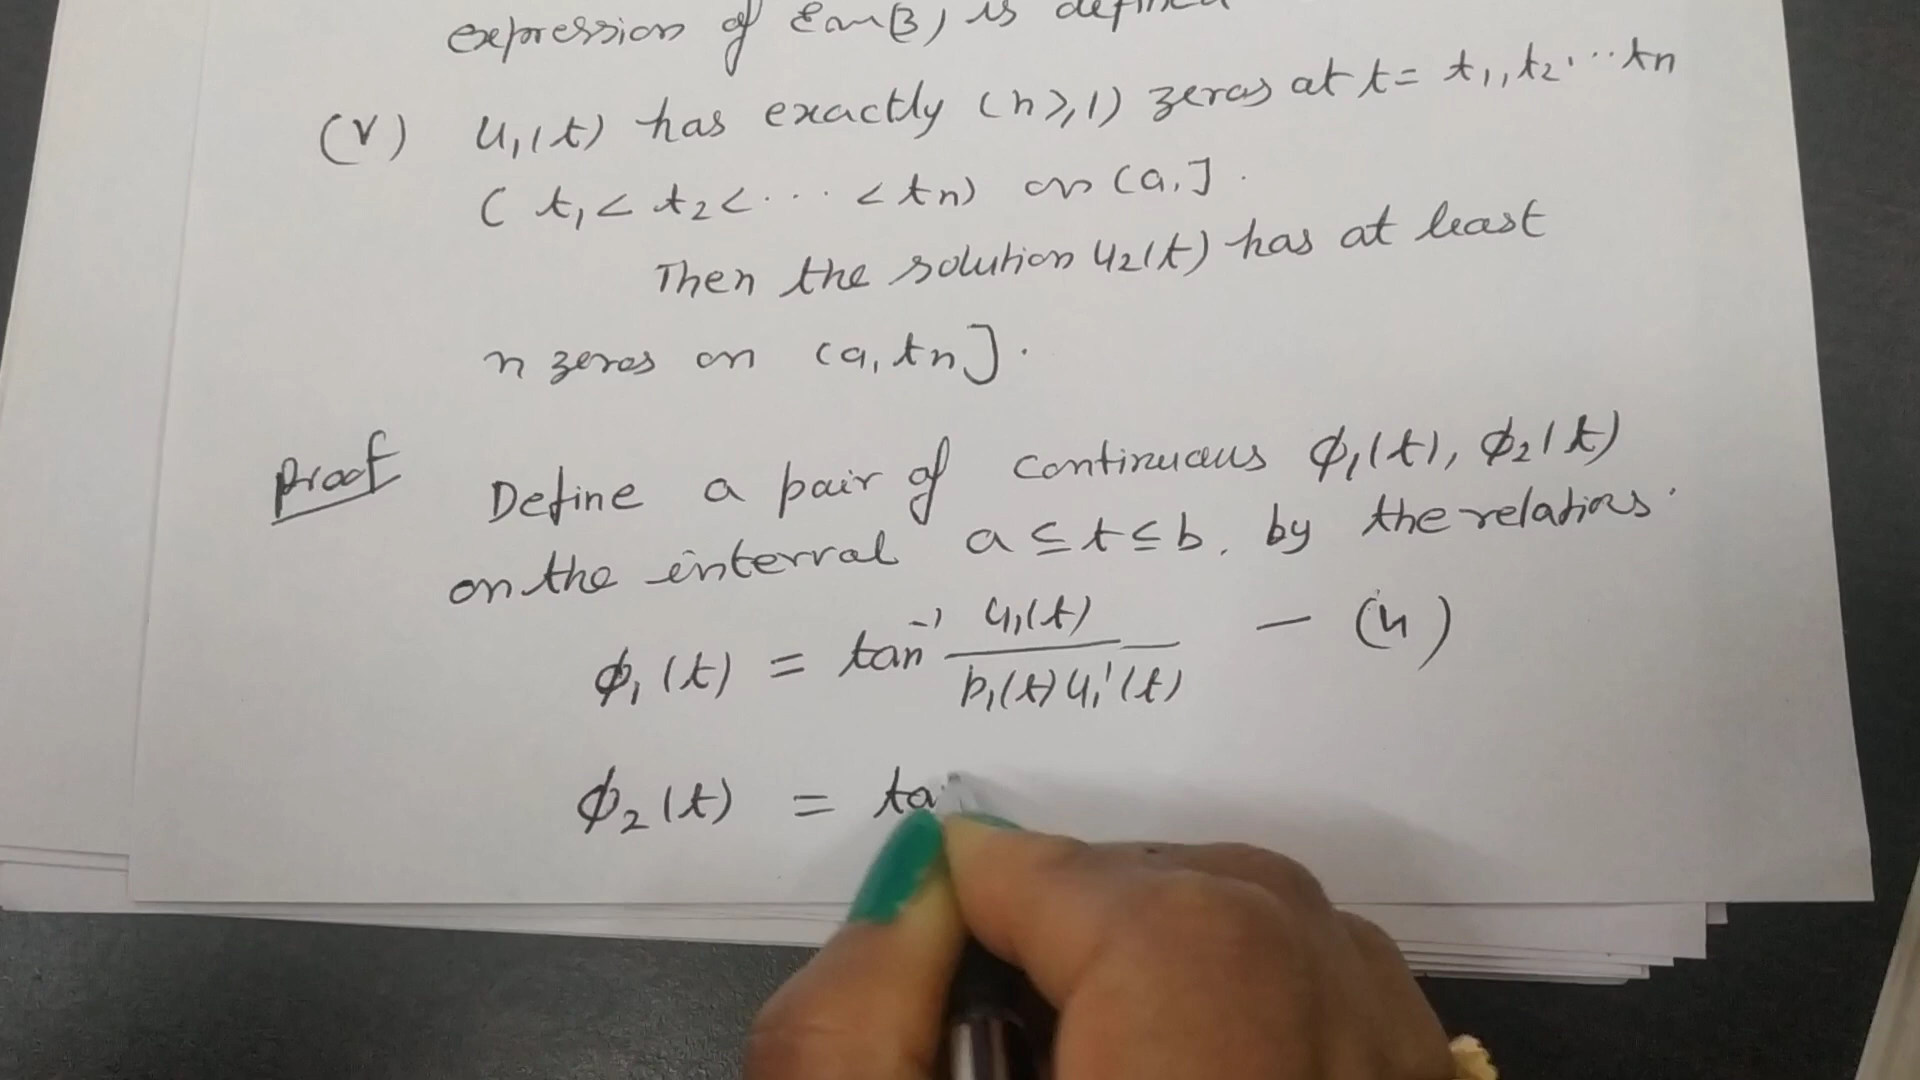 expression of Eqn (3) is defined
(V) u₁(t) has exactly (n≥1) zeros at t = t₁, t₂, ... tn
( t₁ < t₂ < ... < tn) on (a, ].
Then the solution u₂(t) has at least
n zeros on (a, tn].
Proof Define a pair of continuous φ₁(t), φ₂(t)
on the interval a ≤ t ≤ b, by the relations.
φ₁(t) = tan⁻¹ u₁(t) / p₁(t) u₁'(t) — (4)
φ₂(t) = ta